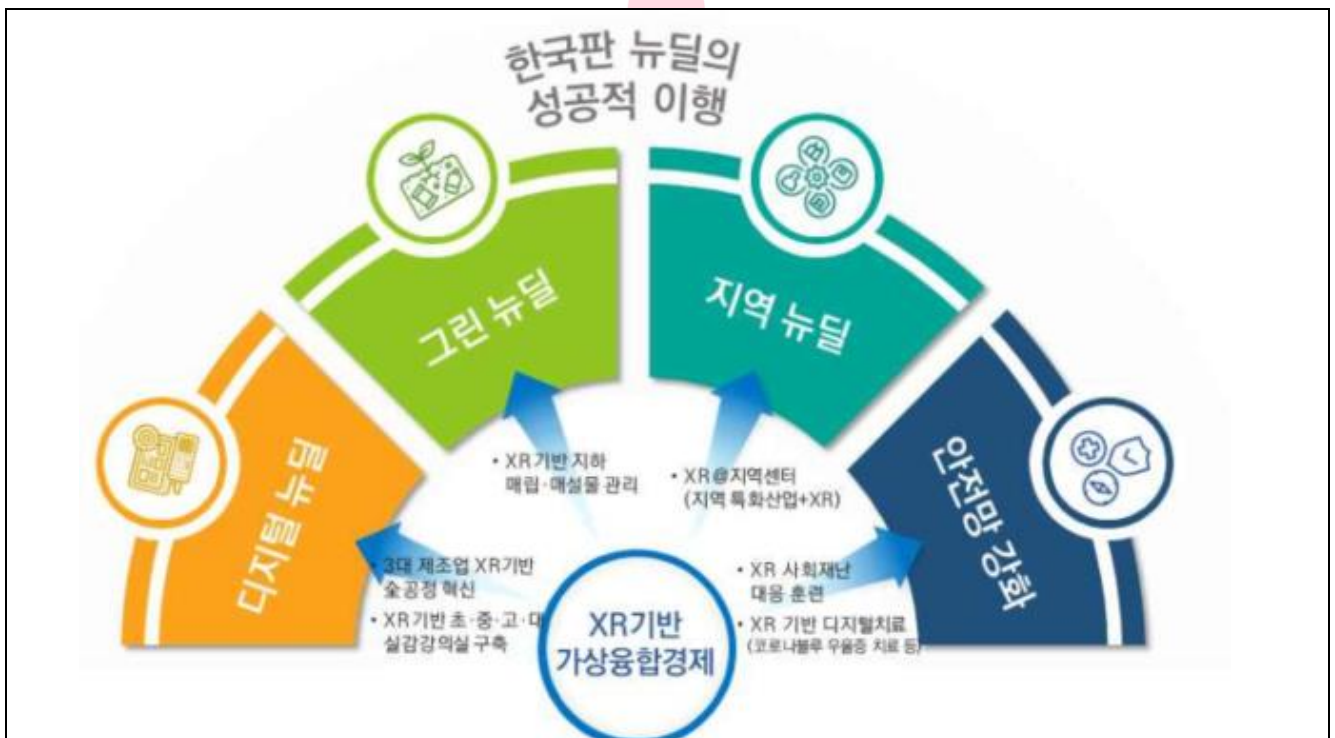 한국판 뉴딜의
성공적 이행
그린 뉴딜
지역 뉴딜
디지털 뉴딜
안전망 강화
• XR기반 지하
매립·매설물 관리
• XR@지역센터
(지역 특화산업+XR)
• 3대 제조업 XR기반
全공정 혁신
• XR기반 초·중·고·대
실감강의실 구축
• XR 사회재난
대응 훈련
• XR 기반 디지털치료
(코로나블루 우울증 치료 등)
XR기반
가상융합경제